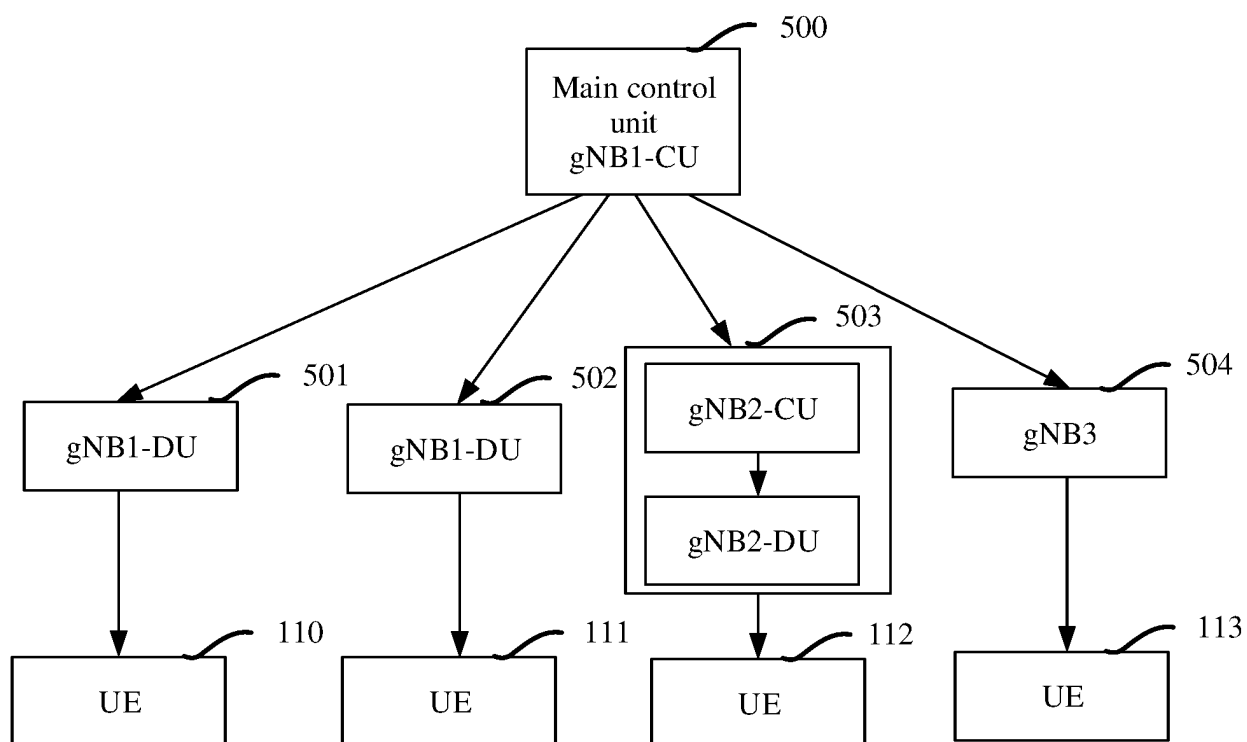 500
Main control
unit
gNB1-CU
503
501
502
504
gNB2-CU
gNB1-DU
gNB1-DU
gNB3
gNB2-DU
110
111
112
113
UE
UE
UE
UE